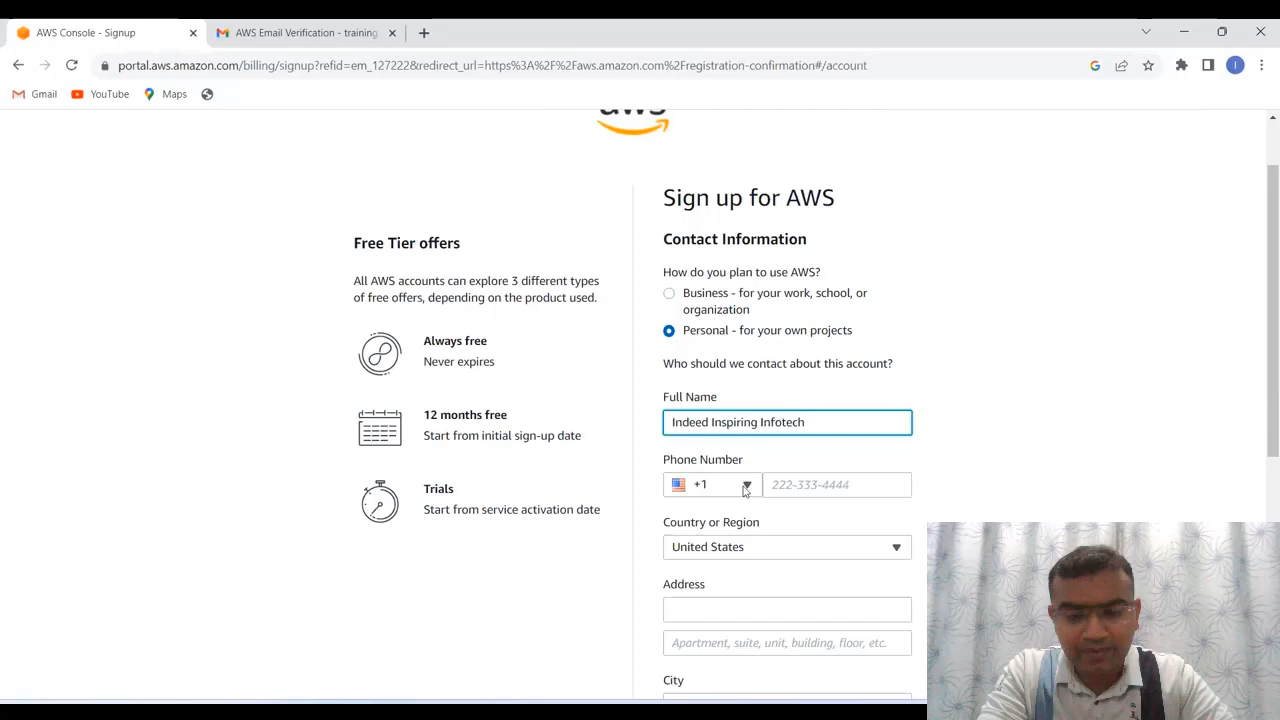 AWS Console - Signup
AWS Email Verification - training
portal.aws.amazon.com/billing/signup?refid=em_127222&redirect_url=https%3A%2F%2Faws.amazon.com%2Fregistration-confirmation#/account
I
Gmail
YouTube
Maps
aws
Sign up for AWS
Free Tier offers
All AWS accounts can explore 3 different types
of free offers, depending on the product used.
Always free
Never expires
12 months free
Start from initial sign-up date
Trials
Start from service activation date
Contact Information
How do you plan to use AWS?
Business - for your work, school, or
organization
Personal - for your own projects
Who should we contact about this account?
Full Name
Indeed Inspiring Infotech
Phone Number
+1
222-333-4444
Country or Region
United States
Address
Apartment, suite, unit, building, floor, etc.
City